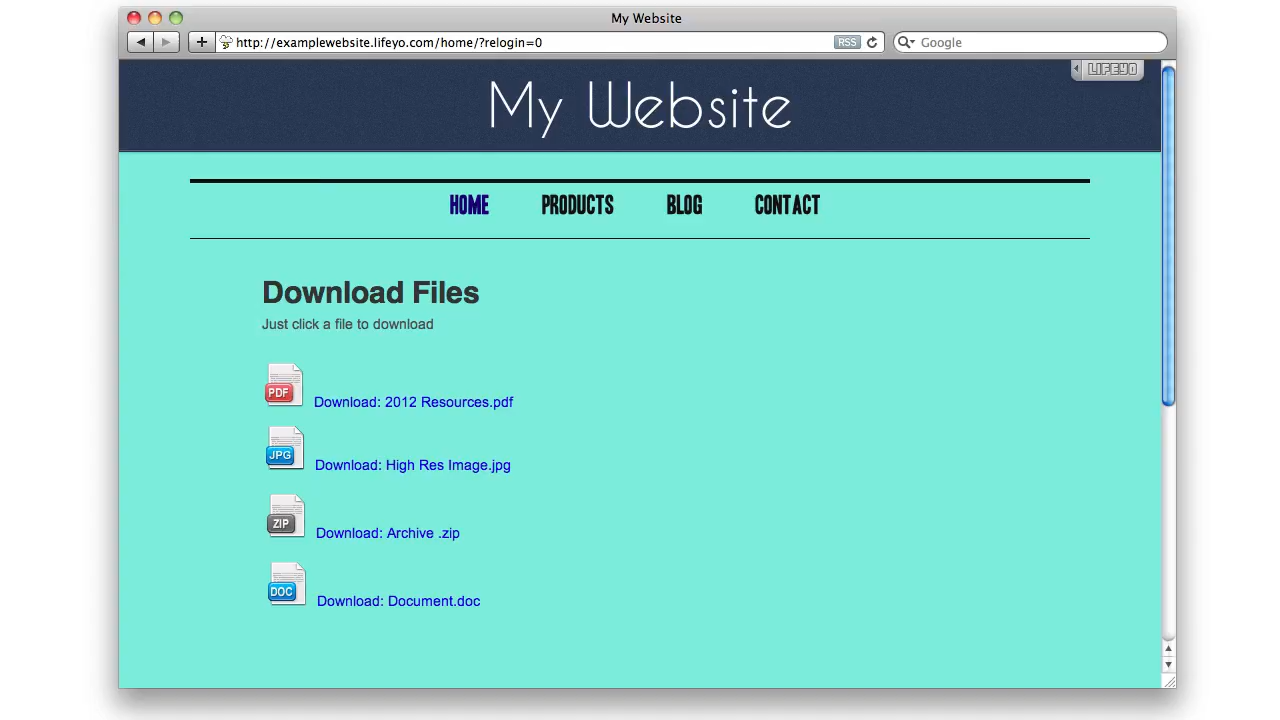 My Website
http://examplewebsite.lifeyo.com/home/?relogin=0
RSS
Google
LIFEYO
My Website
HOME PRODUCTS BLOG CONTACT
Download Files
Just click a file to download
PDF
Download: 2012 Resources.pdf
JPG
Download: High Res Image.jpg
ZIP
Download: Archive .zip
DOC
Download: Document.doc